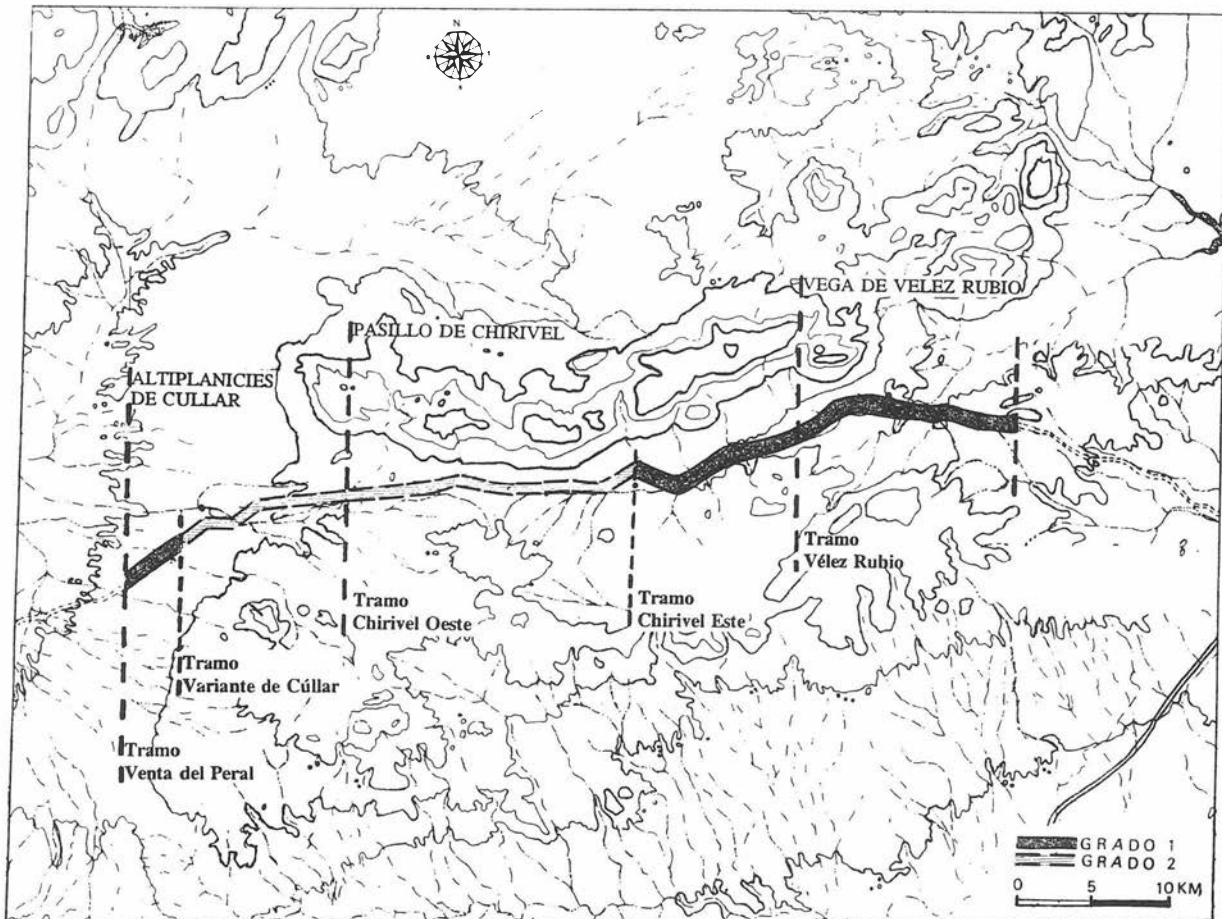 N
VEGA DE VELEZ RUBIO
PASILLO DE CHIRIVEL
ALTIPLANICIES
DE CULLAR
Tramo
Vélez Rubio
Tramo
Chirivel Oeste
Tramo
Chirivel Este
Tramo
Variante de Cúllar
Tramo
Venta del Peral
GRADO 1
GRADO 2
0 5 10 KM